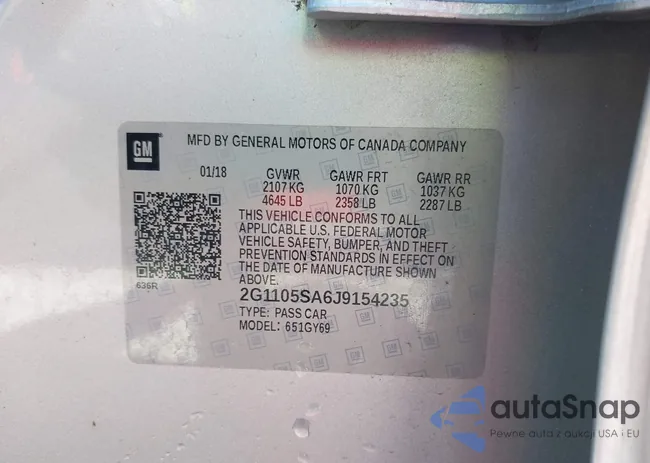 GM
MFD BY GENERAL MOTORS OF CANADA COMPANY
01/18 GVWR GAWR FRT GAWR RR
2107 KG 1070 KG 1037 KG
4645 LB 2358 LB 2287 LB
THIS VEHICLE CONFORMS TO ALL
APPLICABLE U.S. FEDERAL MOTOR
VEHICLE SAFETY, BUMPER, AND THEFT
PREVENTION STANDARDS IN EFFECT ON
THE DATE OF MANUFACTURE SHOWN
ABOVE.
636R
2G1105SA6J9154235
TYPE: PASS CAR
MODEL: 651GY69
autaSnap
Pewne auta z aukcji USA i EU